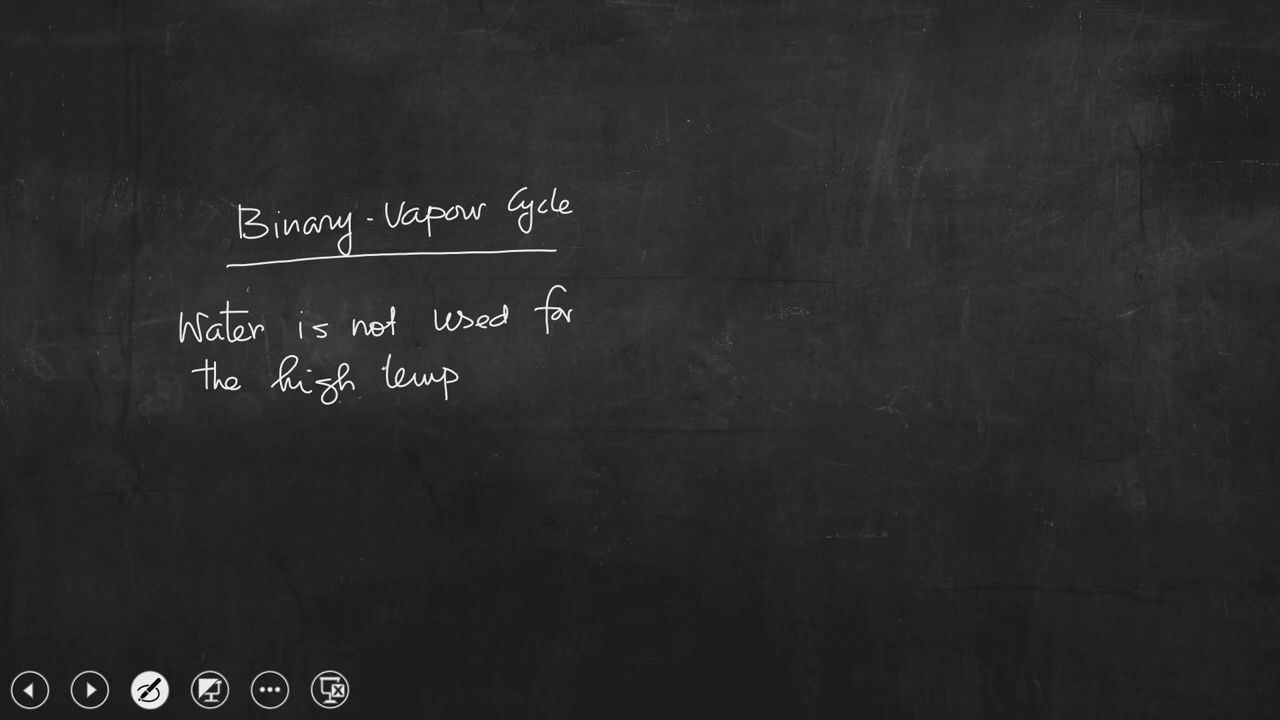 Binary-Vapour Cycle
Water is not used for
the high temp